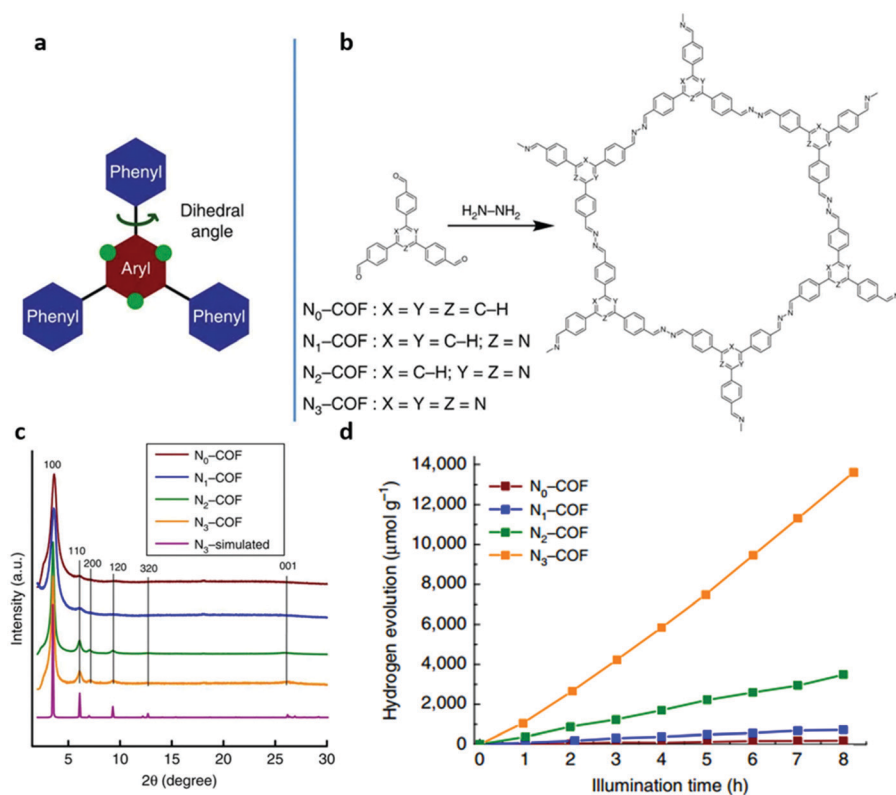 a
Phenyl
Dihedral
angle
Aryl
Phenyl
Phenyl
b
H₂N–NH₂
N₀–COF : X = Y = Z = C–H
N₁–COF : X = Y = C–H; Z = N
N₂–COF : X = C–H; Y = Z = N
N₃–COF : X = Y = Z = N
c
N₀–COF
N₁–COF
N₂–COF
N₃–COF
N₃–simulated
100
110
200
120
320
001
Intensity (a.u.)
5 10 15 20 25 30
2θ (degree)
d
N₀–COF
N₁–COF
N₂–COF
N₃–COF
Hydrogen evolution (μmol g⁻¹)
14,000
12,000
10,000
8,000
6,000
4,000
2,000
0
0 1 2 3 4 5 6 7 8
Illumination time (h)